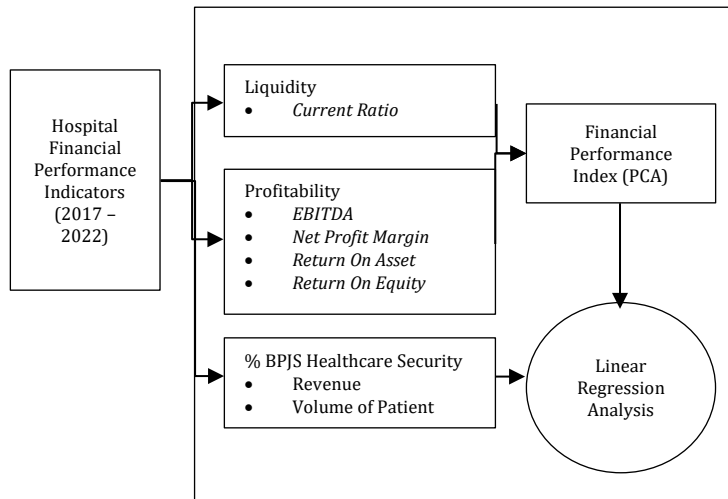 Hospital
Financial
Performance
Indicators
(2017 –
2022)
Liquidity
• Current Ratio
Profitability
• EBITDA
• Net Profit Margin
• Return On Asset
• Return On Equity
% BPJS Healthcare Security
• Revenue
• Volume of Patient
Financial
Performance
Index (PCA)
Linear
Regression
Analysis